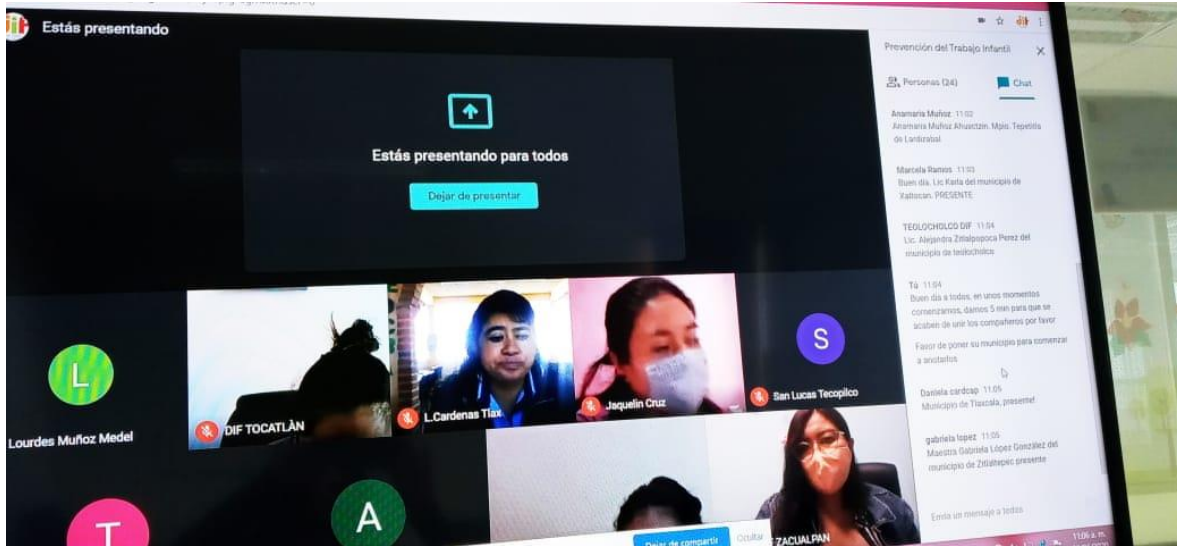 Estás presentando
Estás presentando para todos
Dejar de presentar
L
Lourdes Muñoz Medel
DIF TOCATLÀN
L.Cardenas Tlax
Jaquelin Cruz
S
San Lucas Tecopilco
T
A
ZACUALPAN
Dejar de compartir
Ocultar
Prevención del Trabajo Infantil
Personas (24)
Chat
Anamaria Muñoz 11:02
Anamaria Muñoz Ahuactzin. Mpio. Tepetitla
de Lardizabal
Marcela Ramos 11:03
Buen día. Lic Karla del municipio de
Xaltocan. PRESENTE
TEOLOCHOLCO DIF 11:04
Lic. Alejandra Zitlalpopoca Perez del
municipio de teolocholco
Tú 11:04
Buen día a todos, en unos momentos
comenzamos, damos 5 min para que se
acaben de unir los compañeros por favor
Favor de poner su municipio para comenzar
a anotarlos
Daniela cardcap 11:05
Municipio de Tlaxcala, presente!
gabriela lopez 11:05
Maestra Gabriela López González del
municipio de Zitlaltepec presente
Envía un mensaje a todos
11:06 a. m.